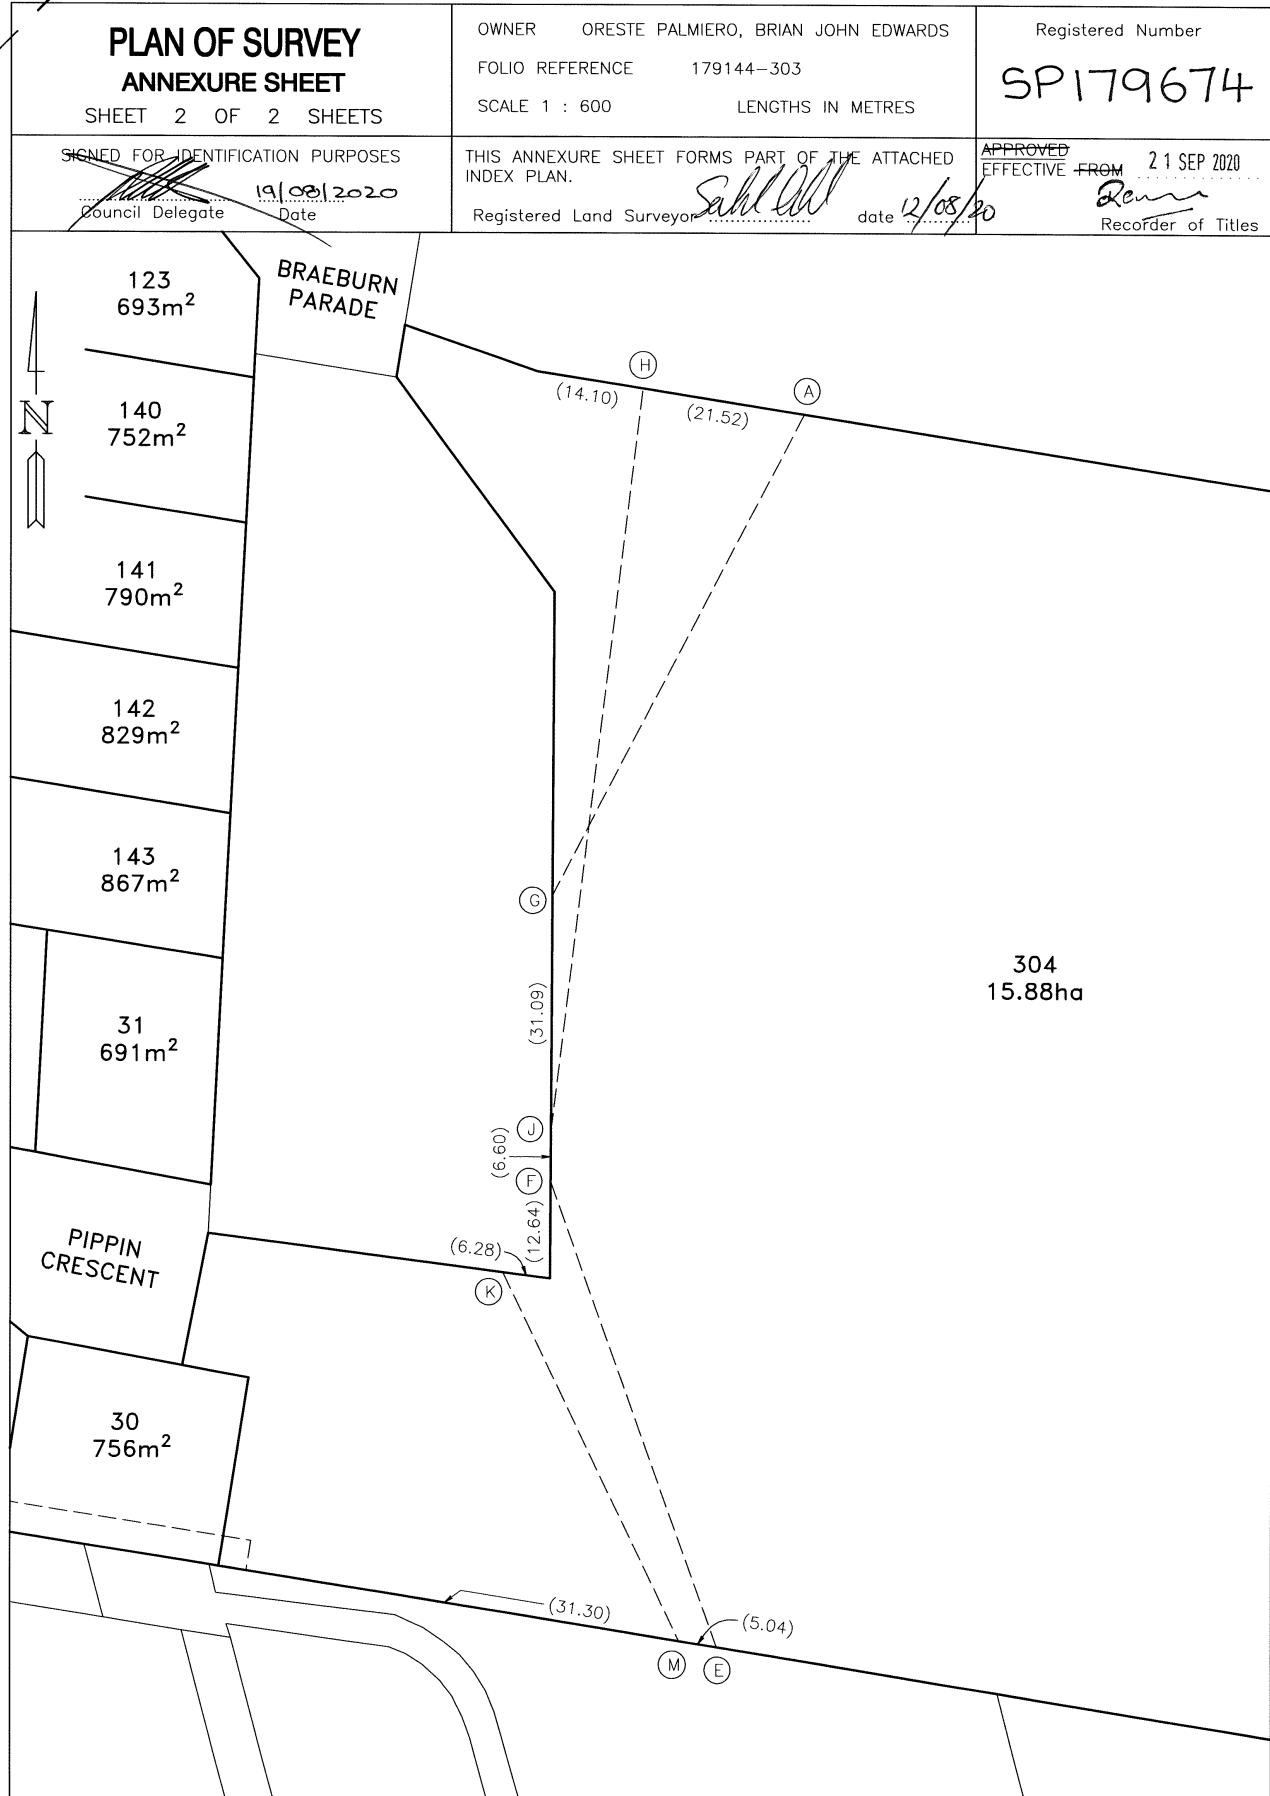 PLAN OF SURVEY
ANNEXURE SHEET
SHEET 2 OF 2 SHEETS
OWNER ORESTE PALMIERO, BRIAN JOHN EDWARDS
FOLIO REFERENCE 179144-303
SCALE 1 : 600 LENGTHS IN METRES
Registered Number
SP179674
SIGNED FOR IDENTIFICATION PURPOSES
19/08/2020
Council Delegate Date
THIS ANNEXURE SHEET FORMS PART OF THE ATTACHED
INDEX PLAN.
Registered Land Surveyor date 12/08/20
APPROVED
EFFECTIVE FROM 21 SEP 2020
Recorder of Titles
BRAEBURN
PARADE
123
693m²
N
140
752m²
141
790m²
142
829m²
143
867m²
31
691m²
PIPPIN
CRESCENT
30
756m²
H
(14.10)
(21.52)
A
G
(31.09)
304
15.88ha
J
(6.60)
F
(12.64)
(6.28)
K
(31.30)
(5.04)
M
E